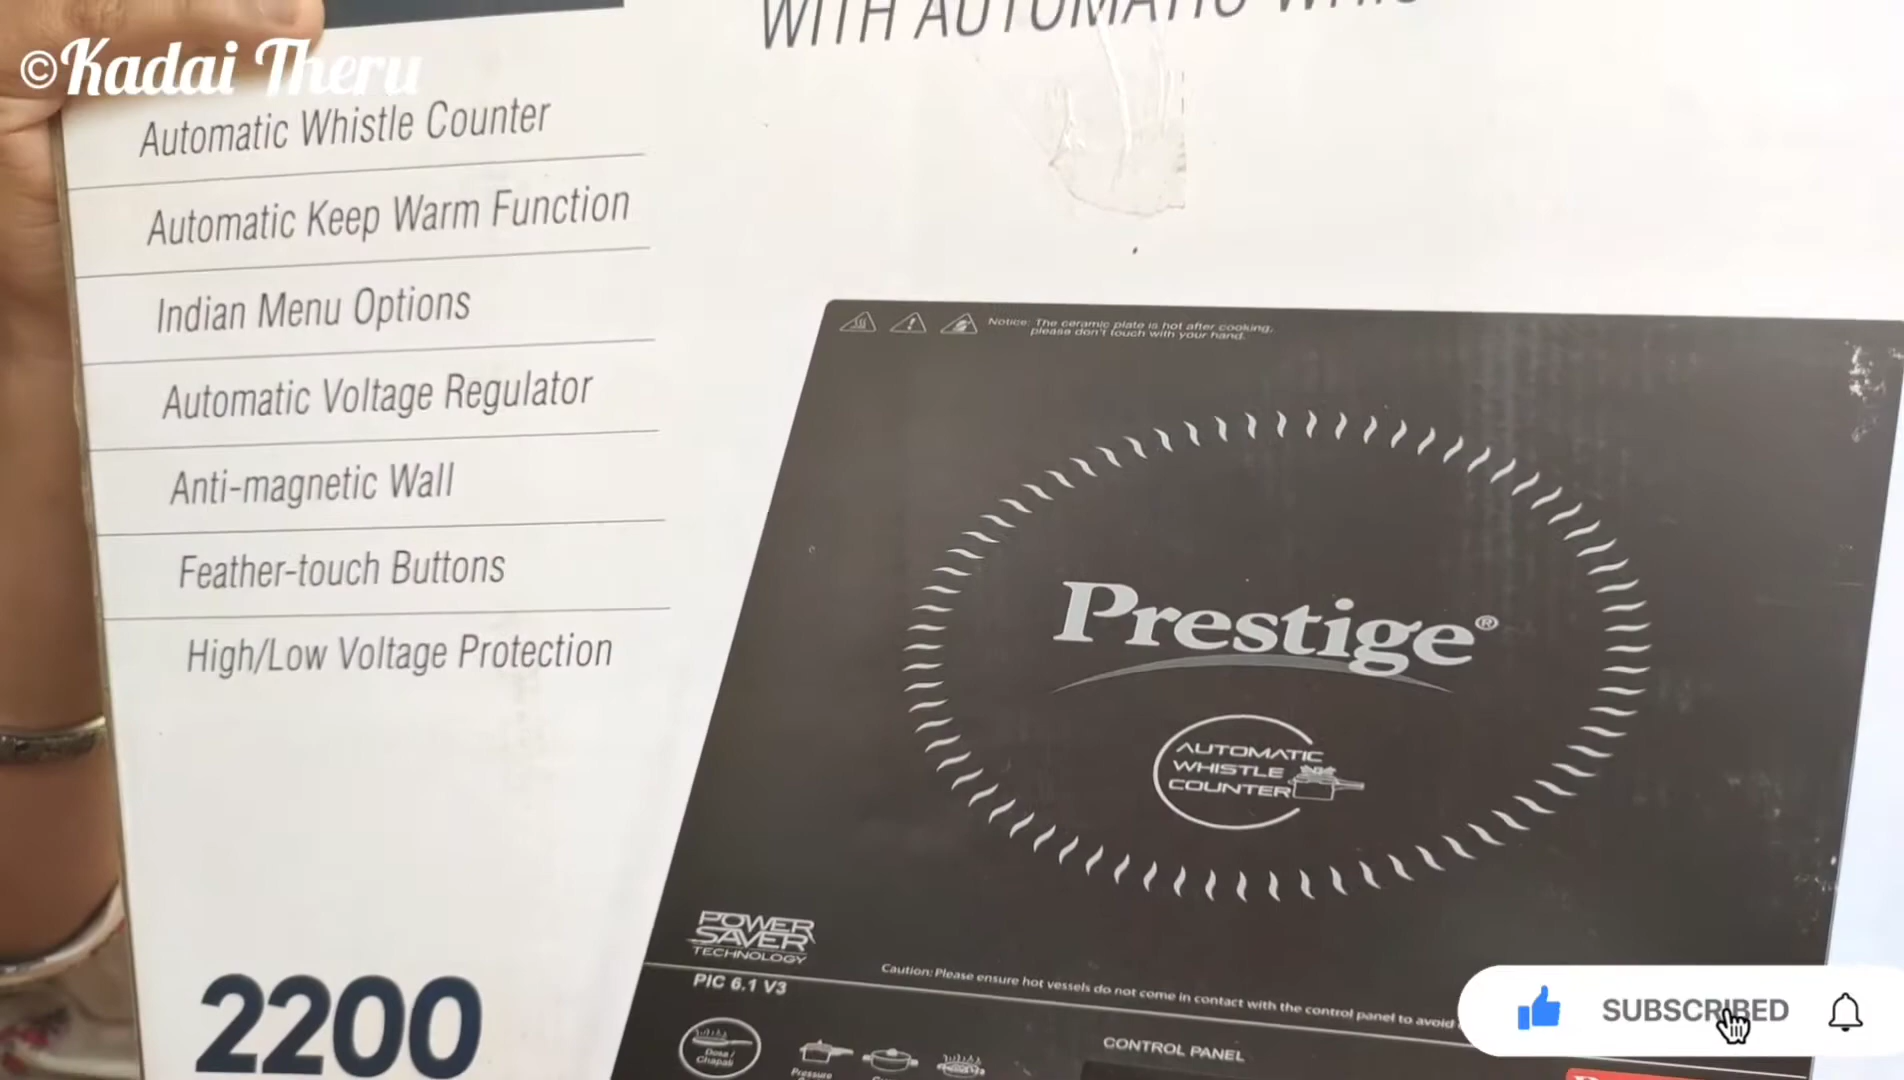 WITH AUTOMATIC
©Kadai Theru
Automatic Whistle Counter
Automatic Keep Warm Function
Indian Menu Options
Automatic Voltage Regulator
Anti-magnetic Wall
Feather-touch Buttons
High/Low Voltage Protection
2200
Notice: The ceramic plate is hot after cooking,
please don't touch with your hand.
Prestige®
AUTOMATIC
WHISTLE
COUNTER
POWER
SAVER
TECHNOLOGY
PIC 6.1 V3
Caution: Please ensure hot vessels do not come in contact with the control panel to avoid
Dosa /
Chapati
Pressure
CONTROL PANEL
SUBSCRIBED